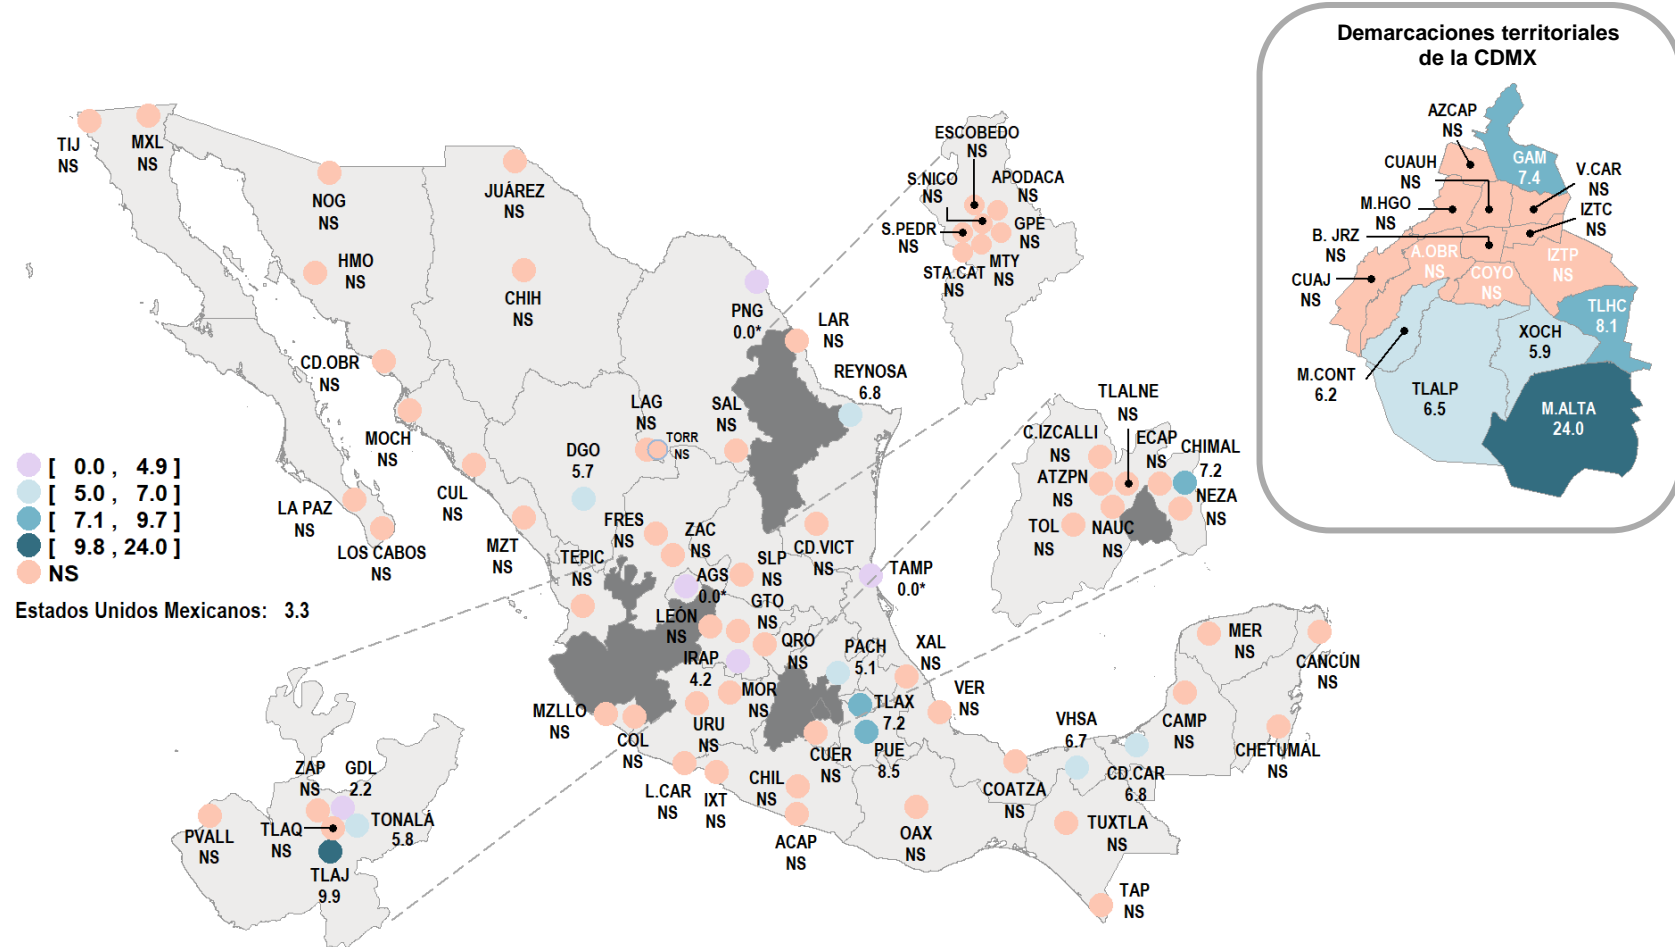 Demarcaciones territoriales
de la CDMX
AZCAP
NS
CUAUH
NS
GAM
7.4
V.CAR
NS
M.HGO
NS
IZTC
NS
B. JRZ
NS
A.OBR
NS
COYO
NS
IZTP
NS
CUAJ
NS
TLHC
8.1
XOCH
5.9
M.CONT
6.2
TLALP
6.5
M.ALTA
24.0
TIJ
NS
MXL
NS
NOG
NS
JUÁREZ
NS
HMO
NS
CHIH
NS
CD.OBR
NS
PNG
0.0*
LAR
NS
REYNOSA
6.8
ESCOBEDO
NS
S.NICO
NS
APODACA
NS
S.PEDR
NS
GPE
NS
MTY
NS
STA.CAT
NS
MOCH
NS
LAG
NS
TORR
NS
SAL
NS
DGO
5.7
CUL
NS
LA PAZ
NS
LOS CABOS
NS
MZT
NS
FRES
NS
ZAC
NS
TEPIC
NS
AGS
0.0*
SLP
NS
CD.VICT
NS
TAMP
0.0*
LEÓN
NS
GTO
NS
IRAP
4.2
QRO
NS
PACH
5.1
XAL
NS
TLALNE
NS
C.IZCALLI
NS
ECAP
NS
CHIMAL
7.2
ATZPN
NS
NEZA
NS
TOL
NS
NAUC
NS
[ 0.0 , 4.9 ]
[ 5.0 , 7.0 ]
[ 7.1 , 9.7 ]
[ 9.8 , 24.0 ]
NS
Estados Unidos Mexicanos: 3.3
MZLLO
NS
COL
NS
URU
NS
MOR
NS
TLAX
7.2
VER
NS
CUER
NS
PUE
8.5
L.CAR
NS
IXT
NS
CHIL
NS
ACAP
NS
OAX
NS
COATZA
NS
VHSA
6.7
CD.CAR
6.8
CAMP
NS
MER
NS
CANCÚN
NS
CHETUMAL
NS
TUXTLA
NS
TAP
NS
ZAP
NS
GDL
2.2
PVALL
NS
TLAQ
NS
TONALÁ
5.8
TLAJ
9.9